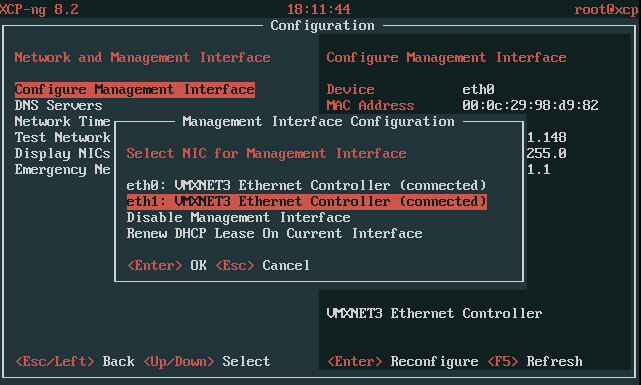 XCP-ng 8.2 18:11:44 root@xcp
Configuration
Network and Management Interface
Configure Management Interface
DNS Servers
Network Time
Test Network
Display NICs
Emergency Ne
Configure Management Interface
Device eth0
MAC Address 00:0c:29:98:d9:82
1.148
255.0
1.1
Management Interface Configuration
Select NIC for Management Interface
eth0: VMXNET3 Ethernet Controller (connected)
eth1: VMXNET3 Ethernet Controller (connected)
Disable Management Interface
Renew DHCP Lease On Current Interface
<Enter> OK <Esc> Cancel
VMXNET3 Ethernet Controller
<Esc/Left> Back <Up/Down> Select
<Enter> Reconfigure <F5> Refresh